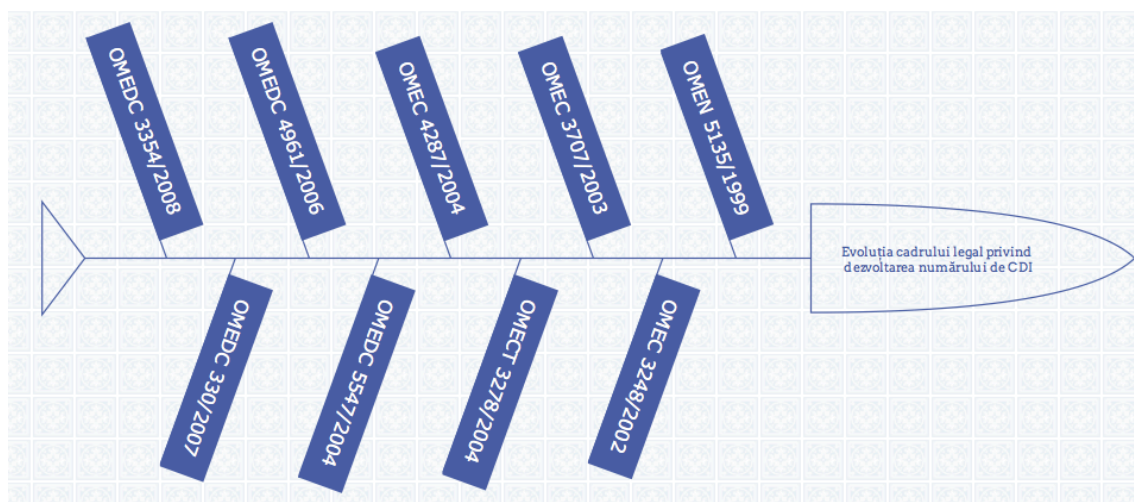 OMEDC 3354/2008
OMEDC 4961/2006
OMEC 4287/2004
OMEC 3707/2003
OMEN 5135/1999
Evoluția cadrului legal privind
dezvoltarea numărului de CDI
OMEDC 330/2007
OMEDC 5547/2004
OMECT 3278/2004
OMEC 3248/2002